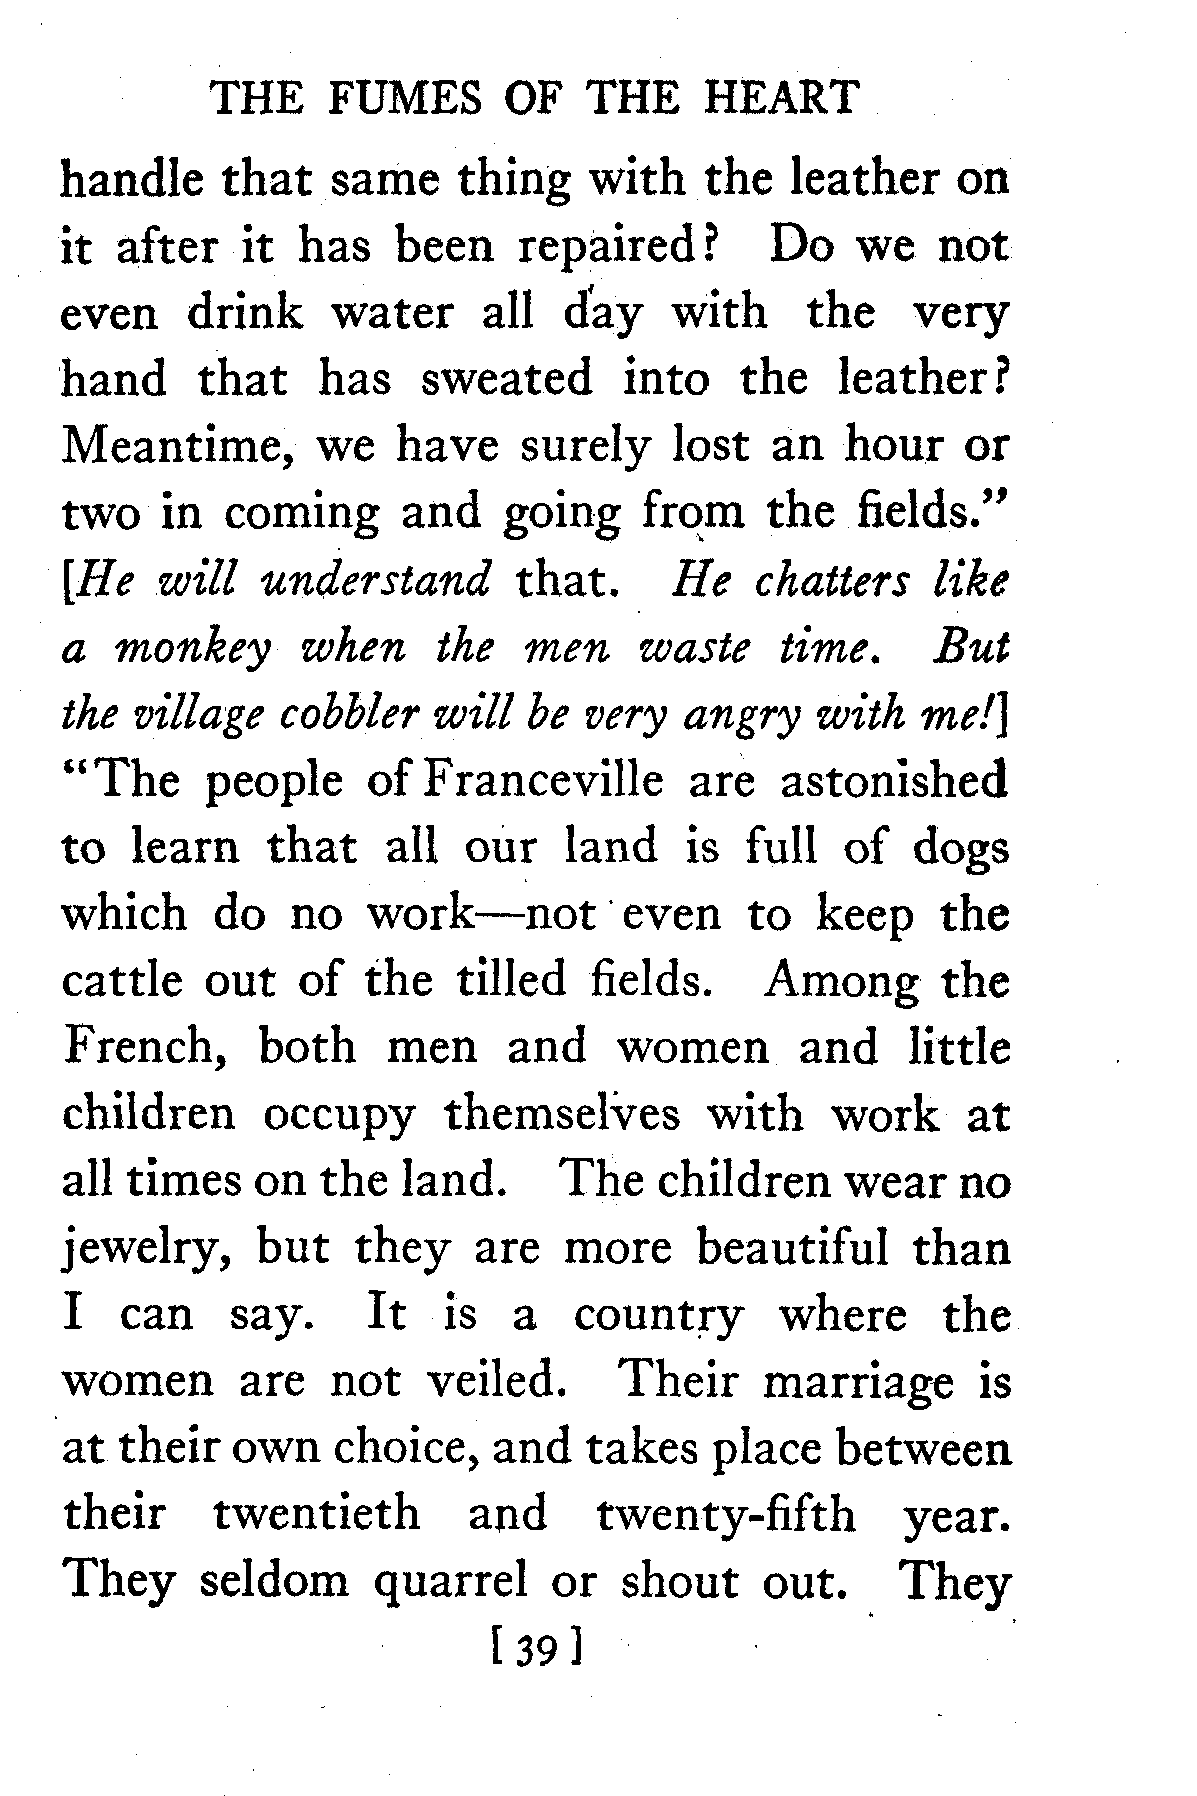 THE FUMES OF THE HEART
handle that same thing with the leather on
it after it has been repaired? Do we not
even drink water all day with the very
hand that has sweated into the leather?
Meantime, we have surely lost an hour or
two in coming and going from the fields.”
[He will understand that. He chatters like
a monkey when the men waste time. But
the village cobbler will be very angry with me!]
“The people of Franceville are astonished
to learn that all our land is full of dogs
which do no work—not even to keep the
cattle out of the tilled fields. Among the
French, both men and women and little
children occupy themselves with work at
all times on the land. The children wear no
jewelry, but they are more beautiful than
I can say. It is a country where the
women are not veiled. Their marriage is
at their own choice, and takes place between
their twentieth and twenty-fifth year.
They seldom quarrel or shout out. They
[ 39 ]